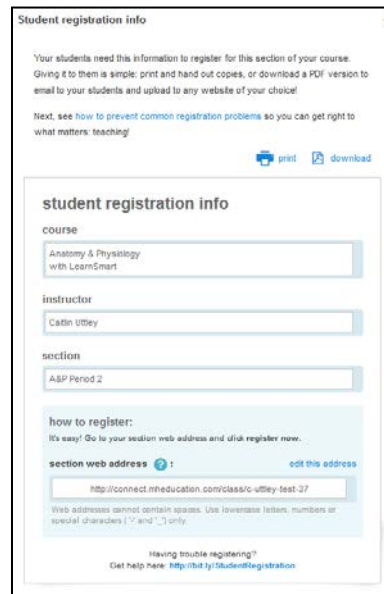 Student registration info
Your students need this information to register for this section of your course.
Giving it to them is simple: print and hand out copies, or download a PDF version to
email to your students and upload to any website of your choice!
Next, see how to prevent common registration problems so you can get right to
what matters: teaching!
print download
student registration info
course
Anatomy & Physiology
with LearnSmart
instructor
Caitlin Uttley
section
A&P Period 2
how to register:
It's easy! Go to your section web address and click register now.
section web address ? : edit this address
http://connect.mheducation.com/class/c-uttley-test-37
Web addresses cannot contain spaces. Use lowercase letters, numbers or
special characters ("-" and "_") only.
Having trouble registering?
Get help here: http://bit.ly/StudentRegistration